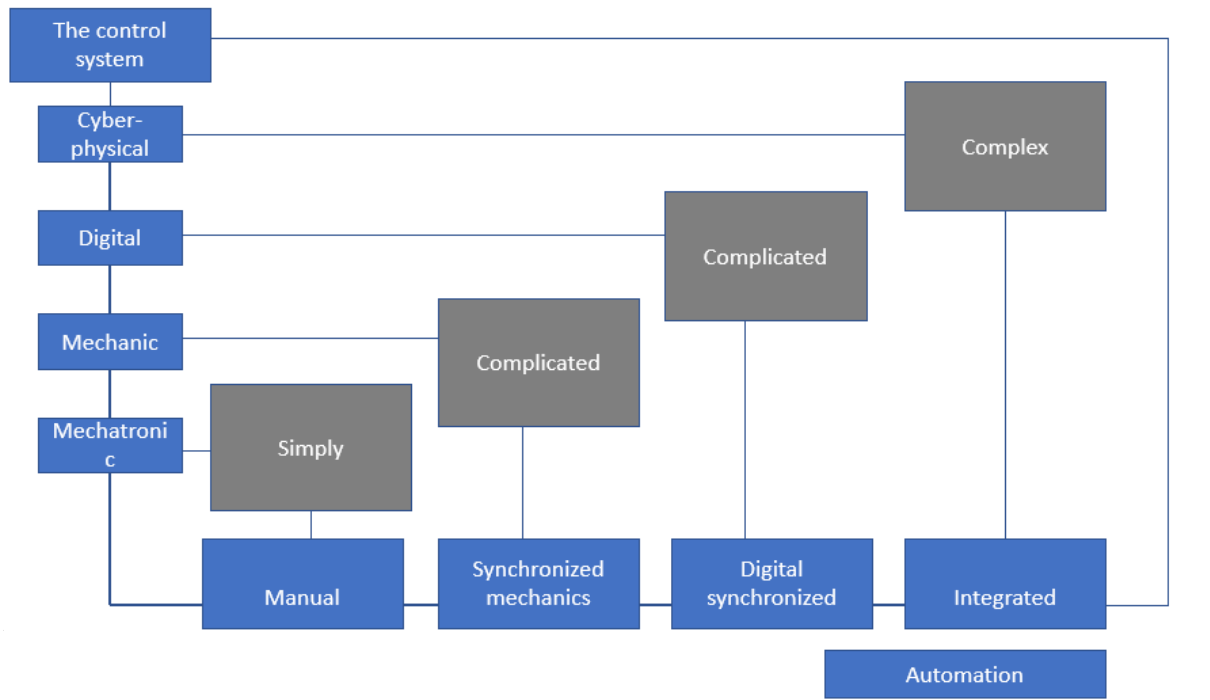 The control
system
Cyber-
physical
Complex
Digital
Complicated
Mechanic
Complicated
Mechatroni
c
Simply
Manual
Synchronized
mechanics
Digital
synchronized
Integrated
Automation